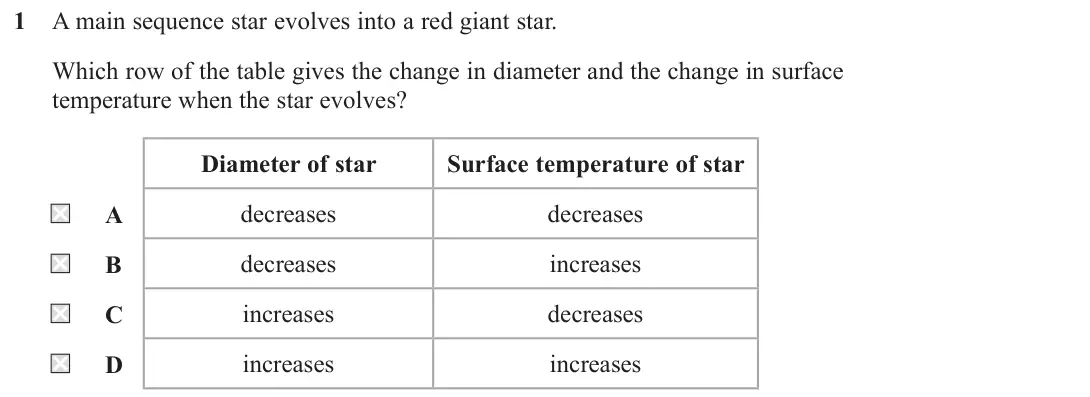 1 A main sequence star evolves into a red giant star.
Which row of the table gives the change in diameter and the change in surface
temperature when the star evolves?
Diameter of star Surface temperature of star
A decreases decreases
B decreases increases
C increases decreases
D increases increases